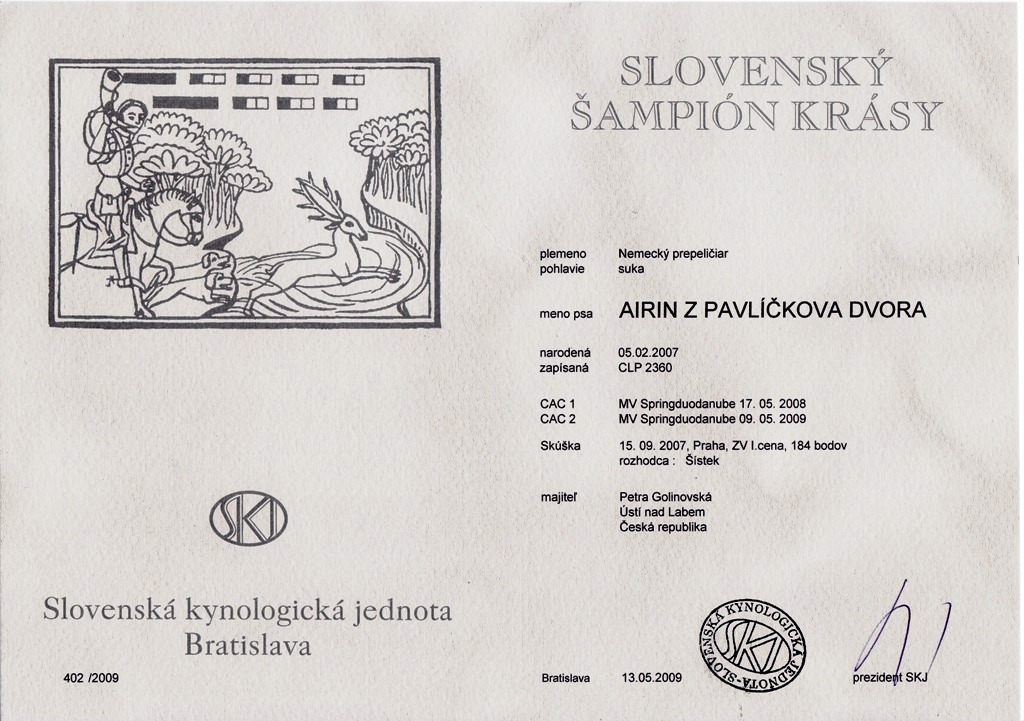 SLOVENSKÝ
ŠAMPIÓN KRÁSY
plemeno Nemecký prepeličiar
pohlavie suka
meno psa AIRIN Z PAVLÍČKOVA DVORA
narodená 05.02.2007
zapísaná CLP 2360
CAC 1 MV Springduodanube 17. 05. 2008
CAC 2 MV Springduodanube 09. 05. 2009
Skúška 15. 09. 2007, Praha, ZV I.cena, 184 bodov
rozhodca : Šístek
majiteľ Petra Golinovská
Ústí nad Labem
Česká republika
SKJ
Slovenská kynologická jednota
Bratislava
402 /2009
Bratislava 13.05.2009
SLOVENSKÁ KYNOLOGICKÁ JEDNOTA
SKJ
prezident SKJ